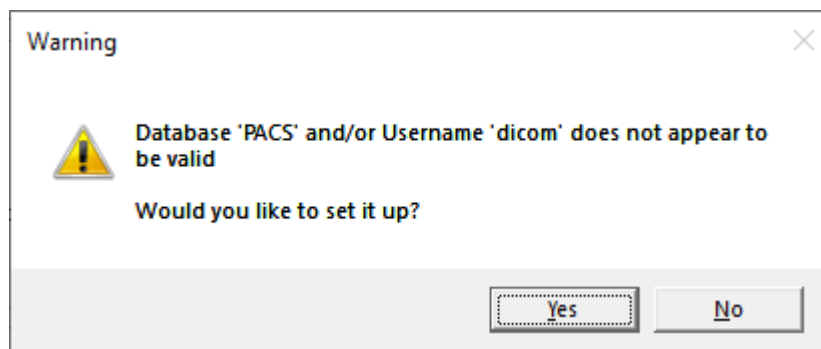 Warning
Database 'PACS' and/or Username 'dicom' does not appear to
be valid
Would you like to set it up?
Yes
No